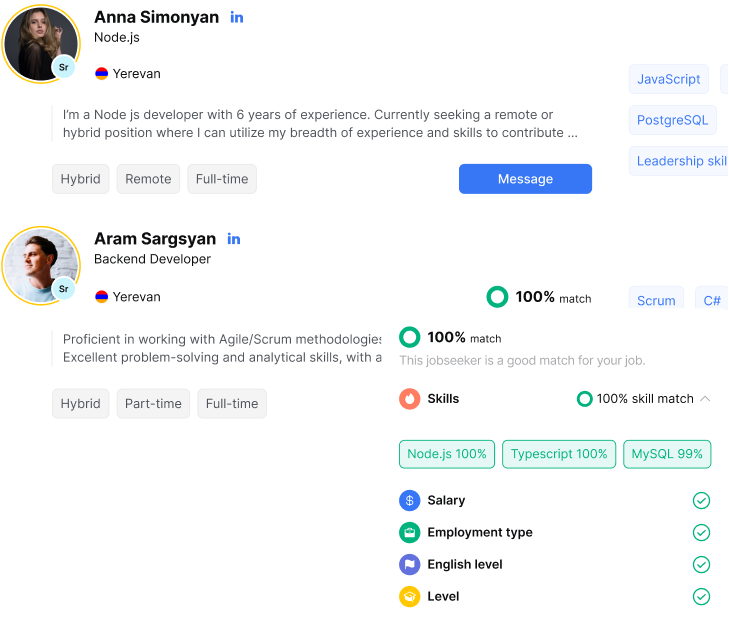 Anna Simonyan in
Node.js
Sr
Yerevan
JavaScript
I'm a Node js developer with 6 years of experience. Currently seeking a remote or
hybrid position where I can utilize my breadth of experience and skills to contribute ...
PostgreSQL
Leadership skil
Hybrid Remote Full-time Message
Aram Sargsyan in
Backend Developer
Sr
Yerevan
100% match
Scrum C#
Proficient in working with Agile/Scrum methodologies
Excellent problem-solving and analytical skills, with a
Hybrid Part-time Full-time
100% match
This jobseeker is a good match for your job.
Skills 100% skill match
Node.js 100% Typescript 100% MySQL 99%
$ Salary
Employment type
English level
Level